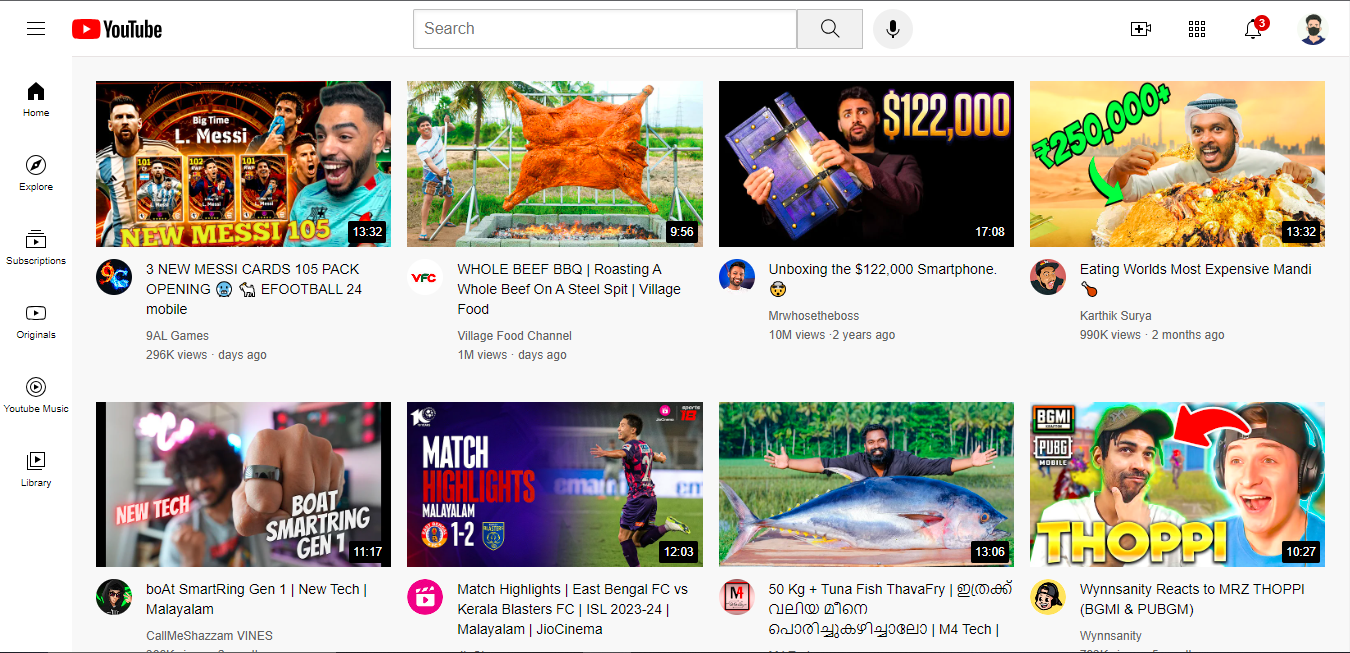 YouTube
Search
3
Home
Explore
Subscriptions
Originals
Youtube Music
Library
Big Time
L. Messi
101
102
101
NEW MESSI 105
13:32
3 NEW MESSI CARDS 105 PACK
OPENING 🥶 🐐 EFOOTBALL 24
mobile
9AL Games
296K views · days ago
9:56
VFC
WHOLE BEEF BBQ | Roasting A
Whole Beef On A Steel Spit | Village
Food
Village Food Channel
1M views · days ago
$122,000
17:08
Unboxing the $122,000 Smartphone.
🤯
Mrwhosetheboss
10M views ·2 years ago
₹250,000+
13:32
Eating Worlds Most Expensive Mandi
🍗
Karthik Surya
990K views · 2 months ago
NEW TECH
BOAT
SMARTRING
GEN 1
11:17
boAt SmartRing Gen 1 | New Tech |
Malayalam
CallMeShazzam VINES
MATCH
HIGHLIGHTS
MALAYALAM
1-2
sports
18
12:03
Match Highlights | East Bengal FC vs
Kerala Blasters FC | ISL 2023-24 |
Malayalam | JioCinema
13:06
M4
50 Kg + Tuna Fish ThavaFry | ഇത്രക്ക്
വലിയ മീനെ
പൊരിച്ചുകഴിച്ചാലോ | M4 Tech |
BGMI
PUBG
MOBILE
THOPPI
10:27
Wynnsanity Reacts to MRZ THOPPI
(BGMI & PUBGM)
Wynnsanity